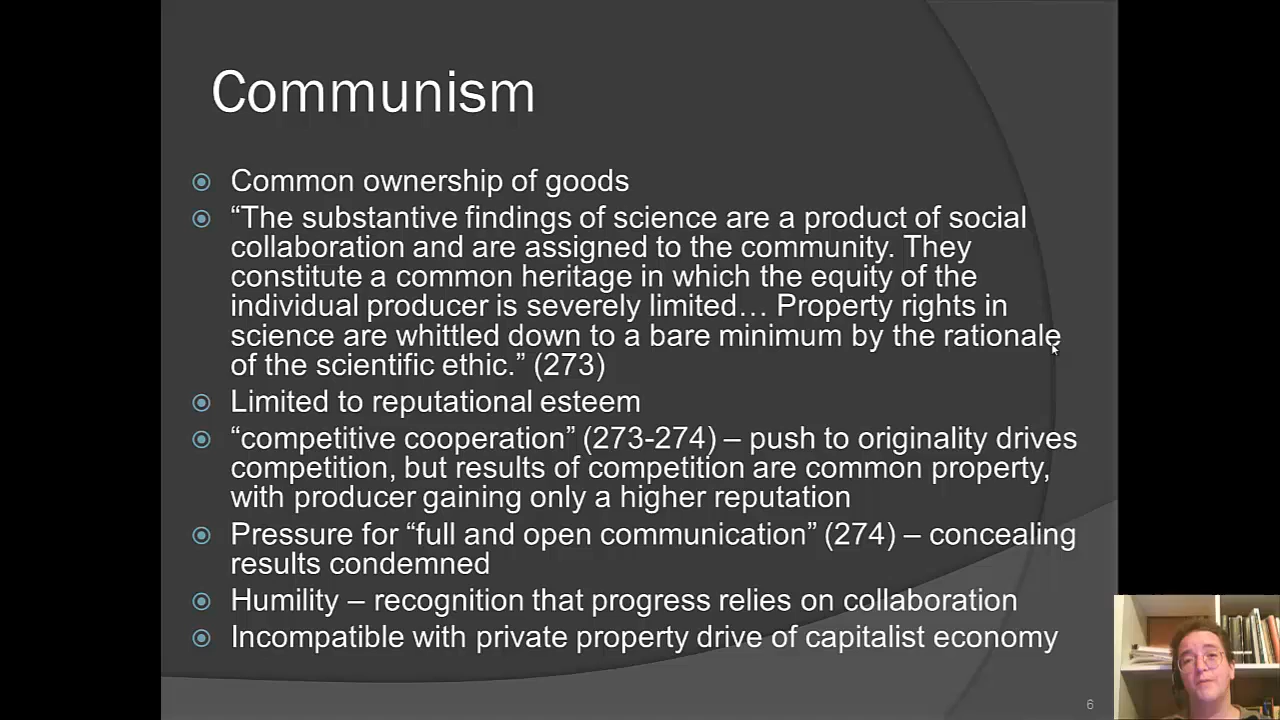 Communism
Common ownership of goods
“The substantive findings of science are a product of social
collaboration and are assigned to the community. They
constitute a common heritage in which the equity of the
individual producer is severely limited… Property rights in
science are whittled down to a bare minimum by the rationale
of the scientific ethic.” (273)
Limited to reputational esteem
“competitive cooperation” (273-274) – push to originality drives
competition, but results of competition are common property,
with producer gaining only a higher reputation
Pressure for “full and open communication” (274) – concealing
results condemned
Humility – recognition that progress relies on collaboration
Incompatible with private property drive of capitalist economy
6